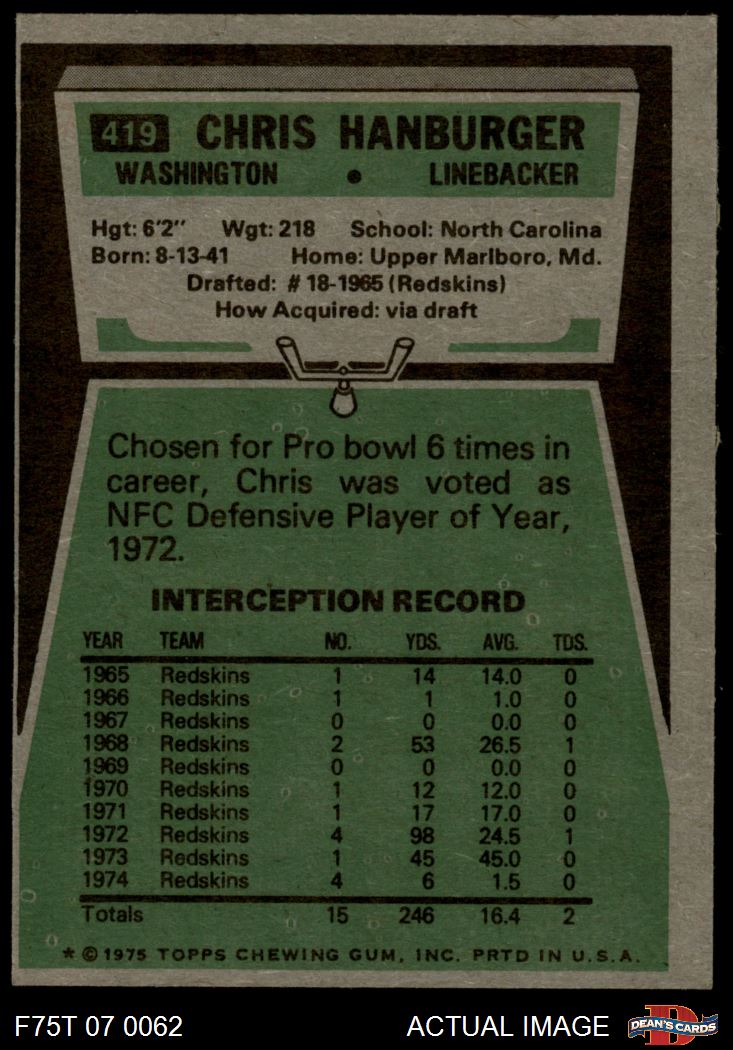 419 CHRIS HANBURGER
WASHINGTON • LINEBACKER
Hgt: 6'2" Wgt: 218 School: North Carolina
Born: 8-13-41 Home: Upper Marlboro, Md.
Drafted: #18-1965 (Redskins)
How Acquired: via draft
Chosen for Pro bowl 6 times in
career, Chris was voted as
NFC Defensive Player of Year,
1972.
INTERCEPTION RECORD
YEAR TEAM NO. YDS. AVG. TDS.
1965 Redskins 1 14 14.0 0
1966 Redskins 1 1 1.0 0
1967 Redskins 0 0 0.0 0
1968 Redskins 2 53 26.5 1
1969 Redskins 0 0 0.0 0
1970 Redskins 1 12 12.0 0
1971 Redskins 1 17 17.0 0
1972 Redskins 4 98 24.5 1
1973 Redskins 1 45 45.0 0
1974 Redskins 4 6 1.5 0
Totals 15 246 16.4 2
* © 1975 TOPPS CHEWING GUM, INC. PRTD IN U.S.A.
F75T 07 0062 ACTUAL IMAGE DEAN'S CARDS